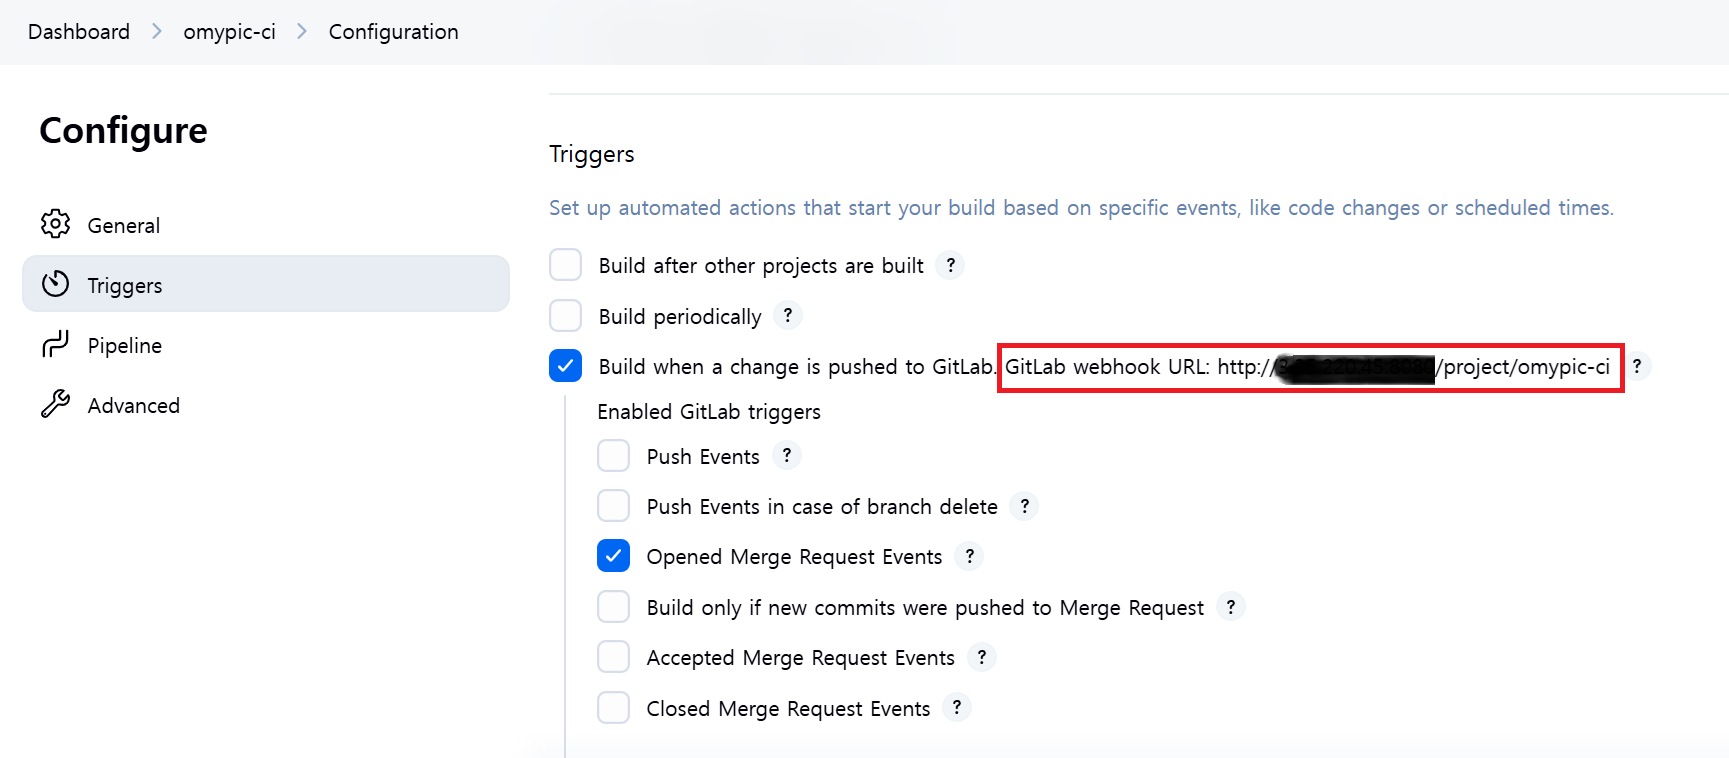 Dashboard > omypic-ci > Configuration
Configure
General
Triggers
Pipeline
Advanced
Triggers
Set up automated actions that start your build based on specific events, like code changes or scheduled times.
Build after other projects are built ?
Build periodically ?
Build when a change is pushed to GitLab. GitLab webhook URL: http:// /project/omypic-ci ?
Enabled GitLab triggers
Push Events ?
Push Events in case of branch delete ?
Opened Merge Request Events ?
Build only if new commits were pushed to Merge Request ?
Accepted Merge Request Events ?
Closed Merge Request Events ?